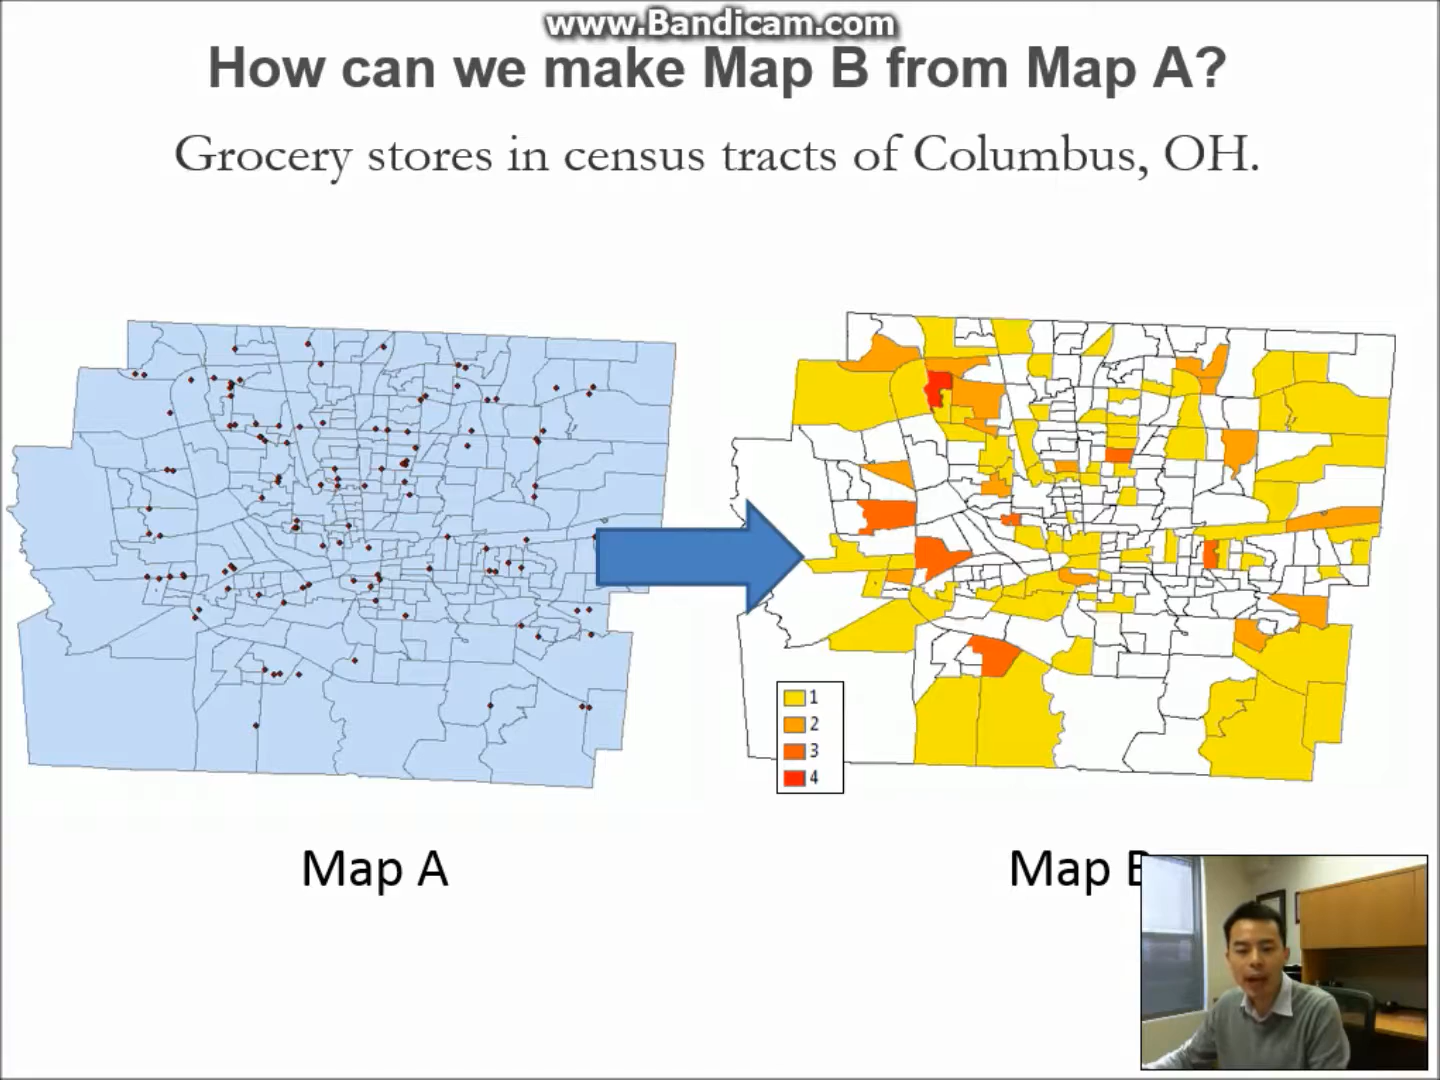 www.Bandicam.com
How can we make Map B from Map A?
Grocery stores in census tracts of Columbus, OH.
1
2
3
4
Map A
Map B